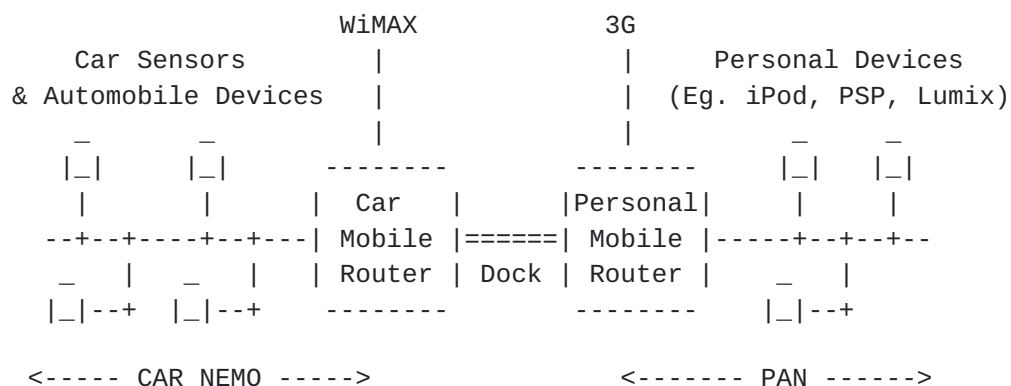 WiMAX 3G
Car Sensors Personal Devices
& Automobile Devices (Eg. iPod, PSP, Lumix)
Car Personal
Mobile Mobile
Router Dock Router
<----- CAR NEMO -----> <------- PAN ------>